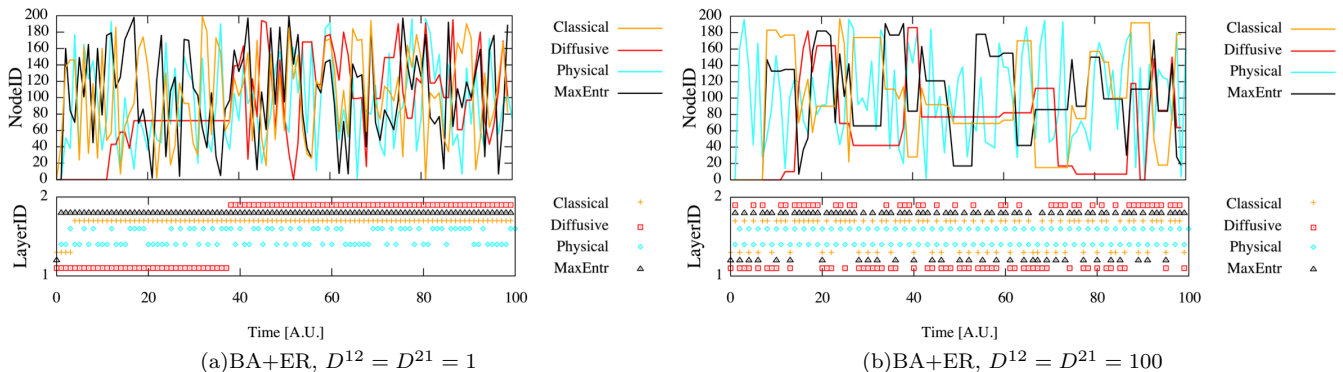 200
180
160
140
120
100
80
60
40
20
0
NodeID
Classical
Diffusive
Physical
MaxEntr
2
1
LayerID
Classical
Diffusive
Physical
MaxEntr
0 20 40 60 80 100
Time [A.U.]
(a)BA+ER, D¹² = D²¹ = 1
200
180
160
140
120
100
80
60
40
20
0
NodeID
Classical
Diffusive
Physical
MaxEntr
2
1
LayerID
Classical
Diffusive
Physical
MaxEntr
0 20 40 60 80 100
Time [A.U.]
(b)BA+ER, D¹² = D²¹ = 100